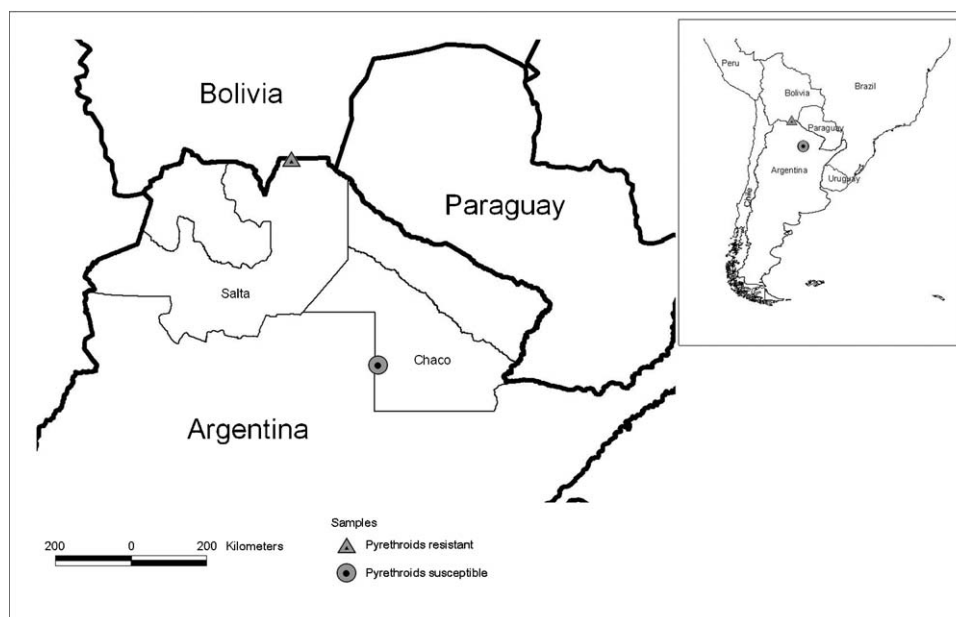 Bolivia
Paraguay
Salta
Chaco
Argentina
200 0 200 Kilometers
Samples
Pyrethroids resistant
Pyrethroids susceptible
Peru
Brazil
Bolivia
Paraguay
Argentina
Uruguay
Chile